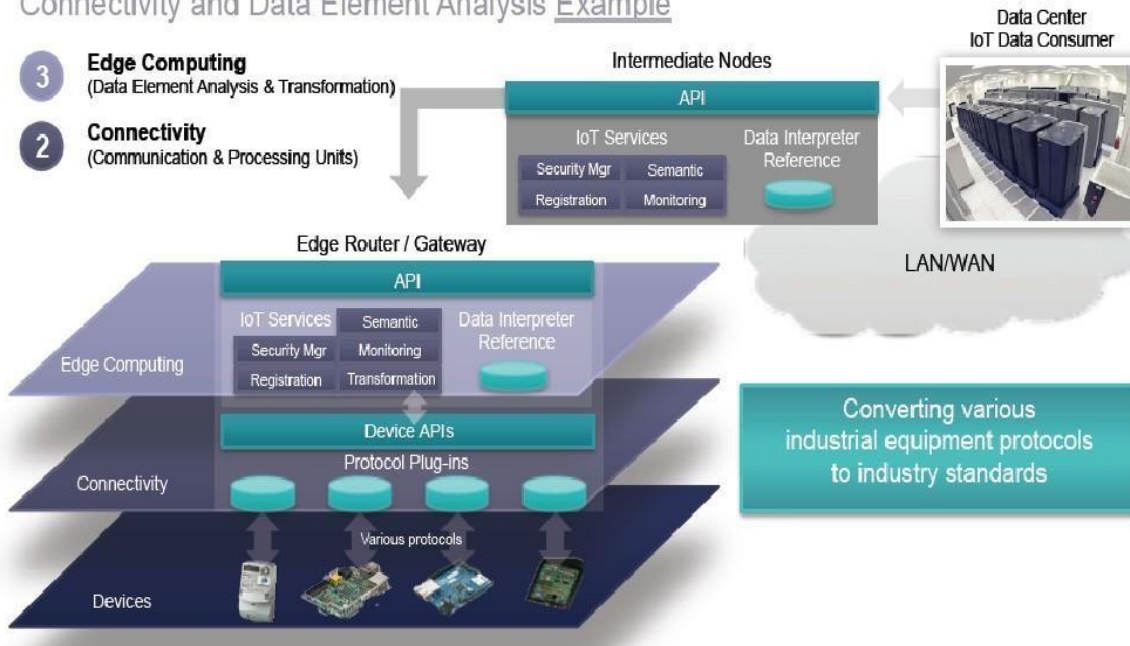 Connectivity and Data Element Analysis Example
3
Edge Computing
(Data Element Analysis & Transformation)
2
Connectivity
(Communication & Processing Units)
Intermediate Nodes
API
IoT Services
Security Mgr
Semantic
Registration
Monitoring
Data Interpreter
Reference
Data Center
IoT Data Consumer
LAN/WAN
Edge Router / Gateway
API
IoT Services
Semantic
Security Mgr
Monitoring
Registration
Transformation
Data Interpreter
Reference
Edge Computing
Device APIs
Protocol Plug-ins
Connectivity
Various protocols
Devices
Converting various
industrial equipment protocols
to industry standards